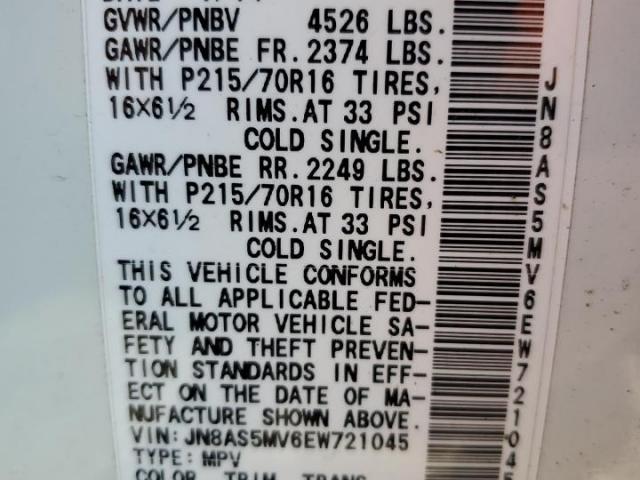 GVWR/PNBV 4526 LBS.
GAWR/PNBE FR. 2374 LBS.
WITH P215/70R16 TIRES,
16X6½ RIMS.AT 33 PSI
COLD SINGLE.
GAWR/PNBE RR. 2249 LBS.
WITH P215/70R16 TIRES,
16X6½ RIMS.AT 33 PSI
COLD SINGLE.
THIS VEHICLE CONFORMS
TO ALL APPLICABLE FED-
ERAL MOTOR VEHICLE SA-
FETY AND THEFT PREVEN-
TION STANDARDS IN EFF-
ECT ON THE DATE OF MA-
NUFACTURE SHOWN ABOVE.
VIN: JN8AS5MV6EW721045
TYPE: MPV
COLOR TRIM TRANS
JN8AS5MV6EW721045